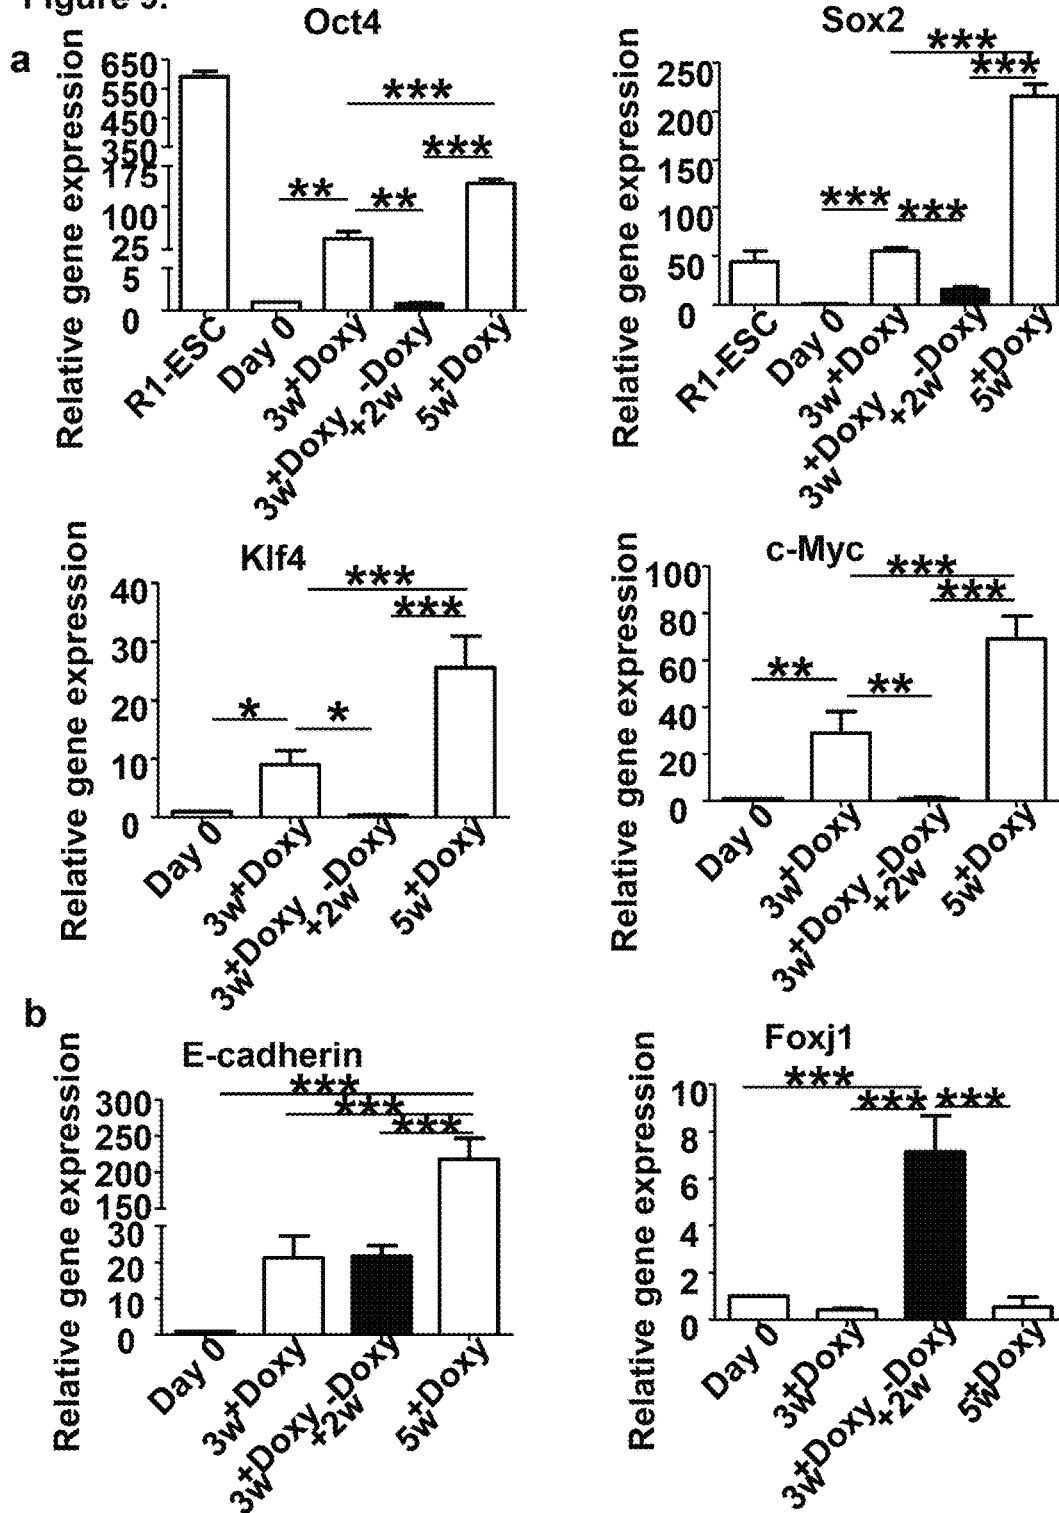 Figure 9.
a
Oct4
Relative gene expression
650
550
450
350
175
100
25
5
0
***
***
**
**
R1-ESC
Day 0
3w+Doxy
3w+Doxy+2w-Doxy
5w+Doxy
Sox2
Relative gene expression
250
200
150
100
50
0
***
***
***
***
R1-ESC
Day 0
3w+Doxy
3w+Doxy+2w-Doxy
5w+Doxy
Klf4
Relative gene expression
40
30
20
10
0
***
***
*
*
Day 0
3w+Doxy
3w+Doxy+2w-Doxy
5w+Doxy
c-Myc
Relative gene expression
100
80
60
40
20
0
***
***
**
**
Day 0
3w+Doxy
3w+Doxy+2w-Doxy
5w+Doxy
b
E-cadherin
Relative gene expression
300
250
200
150
30
20
10
0
***
***
***
Day 0
3w+Doxy
3w+Doxy+2w-Doxy
5w+Doxy
Foxj1
Relative gene expression
10
8
6
4
2
0
***
***
***
Day 0
3w+Doxy
3w+Doxy+2w-Doxy
5w+Doxy